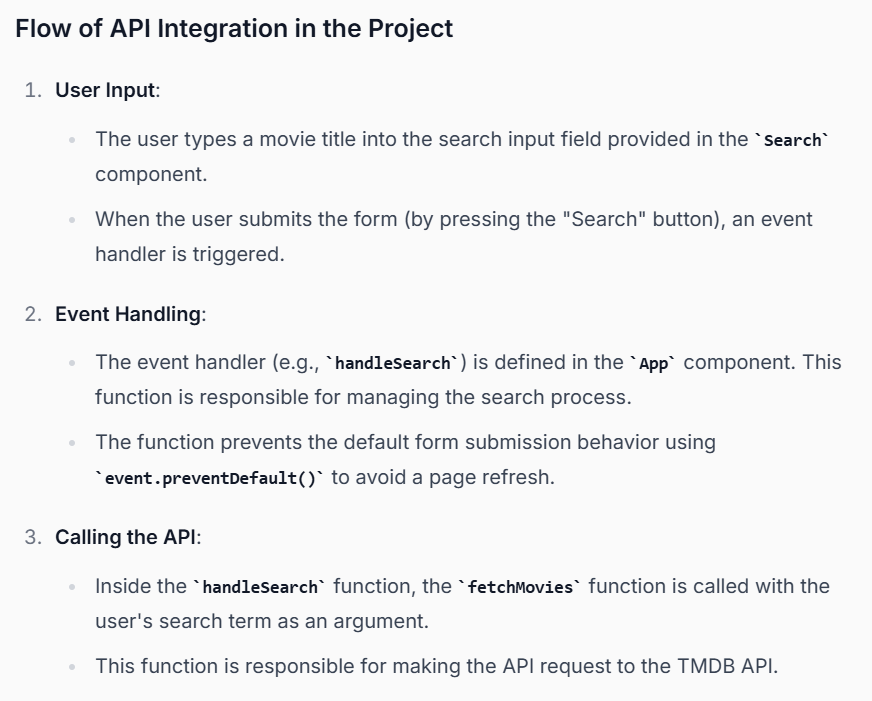 Flow of API Integration in the Project
1. User Input:
The user types a movie title into the search input field provided in the `Search`
component.
When the user submits the form (by pressing the "Search" button), an event
handler is triggered.
2. Event Handling:
The event handler (e.g., `handleSearch`) is defined in the `App` component. This
function is responsible for managing the search process.
The function prevents the default form submission behavior using
`event.preventDefault()` to avoid a page refresh.
3. Calling the API:
Inside the `handleSearch` function, the `fetchMovies` function is called with the
user's search term as an argument.
This function is responsible for making the API request to the TMDB API.